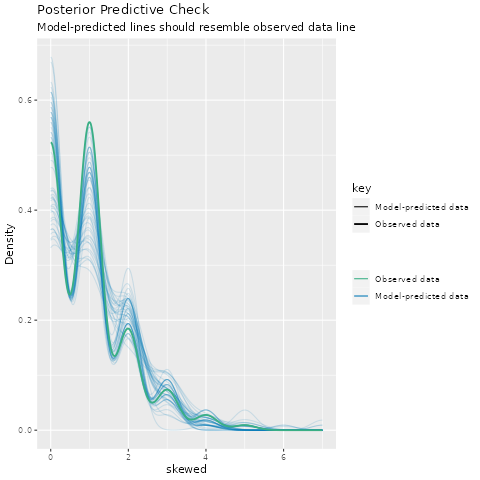 Posterior Predictive Check
Model-predicted lines should resemble observed data line
0.6
0.4
0.2
0.0
Density
0
2
4
6
skewed
key
Model-predicted data
Observed data
Observed data
Model-predicted data